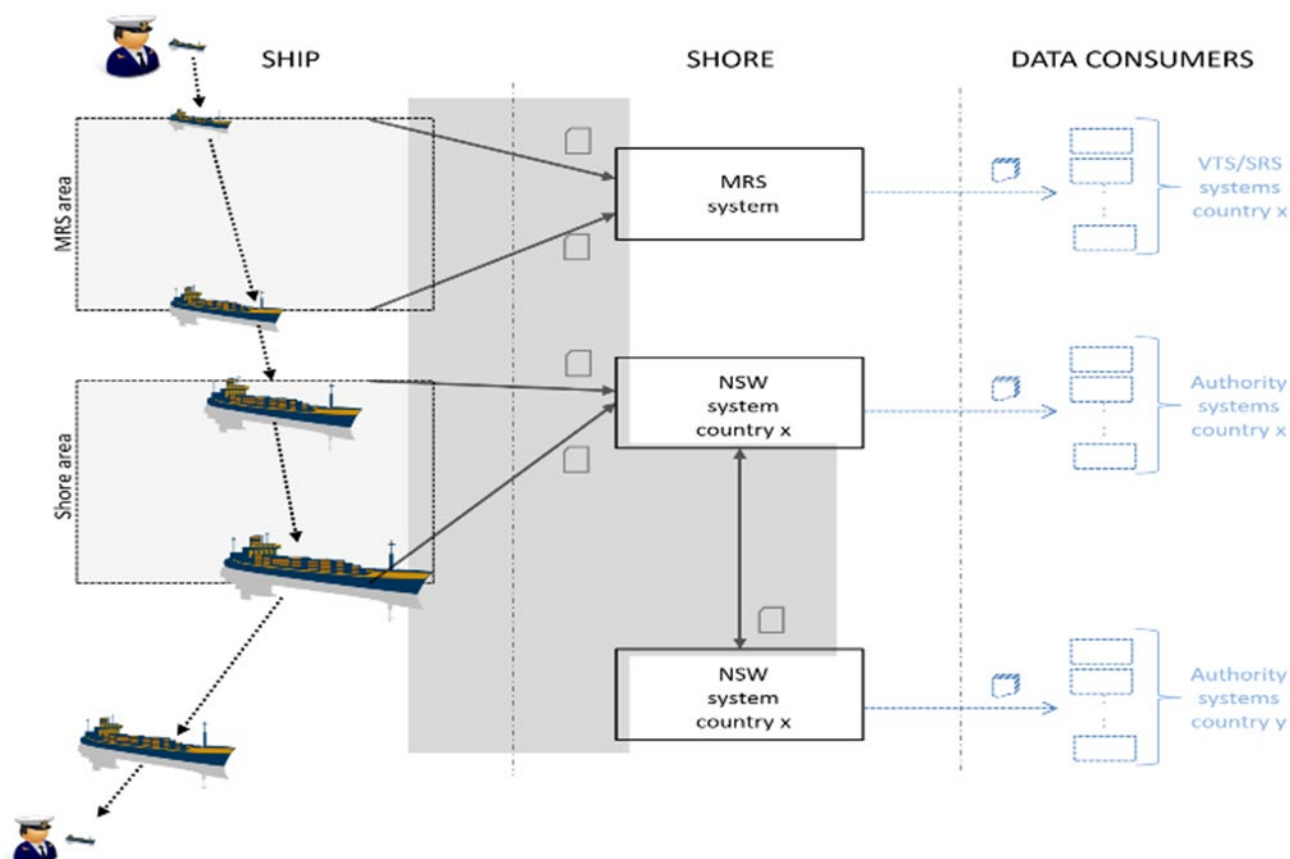 SHIP
SHORE
DATA CONSUMERS
MRS area
MRS
system
VTS/SRS
systems
country x
Shore area
NSW
system
country x
Authority
systems
country x
NSW
system
country x
Authority
systems
country y